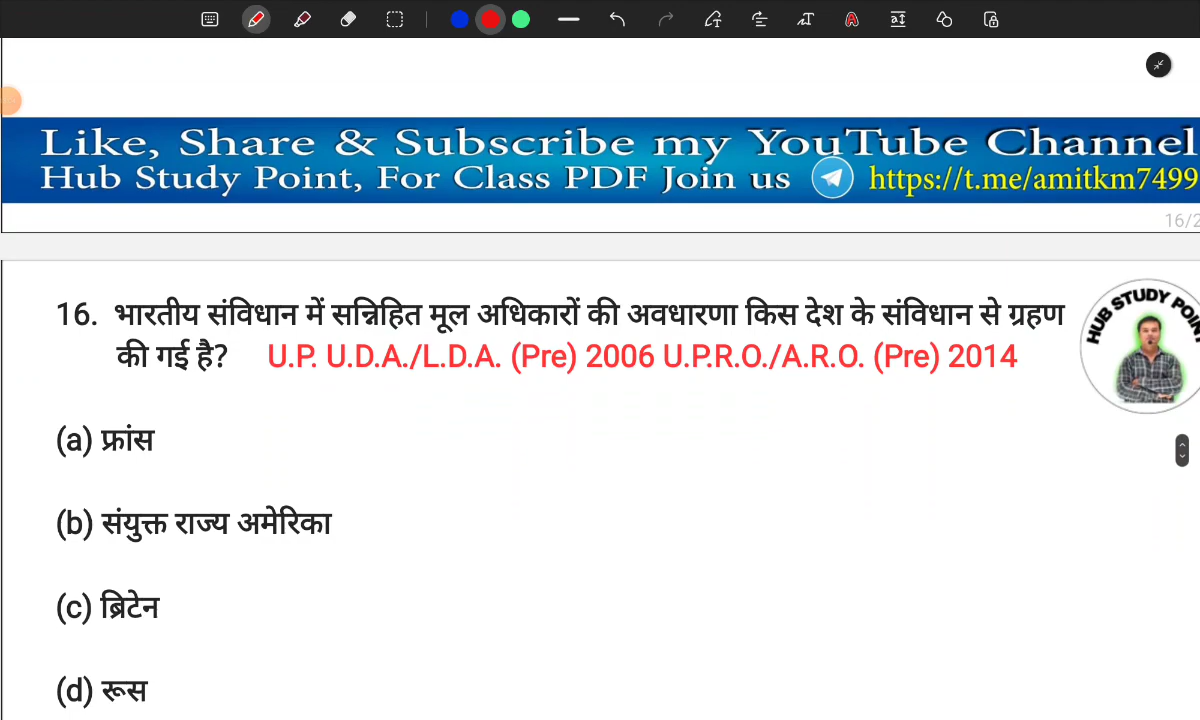 Like, Share & Subscribe my YouTube Channel
Hub Study Point, For Class PDF Join us https://t.me/amitkm7499
16/2
16. भारतीय संविधान में सन्निहित मूल अधिकारों की अवधारणा किस देश के संविधान से ग्रहण
की गई है? U.P. U.D.A./L.D.A. (Pre) 2006 U.P.R.O./A.R.O. (Pre) 2014
HUB STUDY POIN
(a) फ्रांस
(b) संयुक्त राज्य अमेरिका
(c) ब्रिटेन
(d) रूस